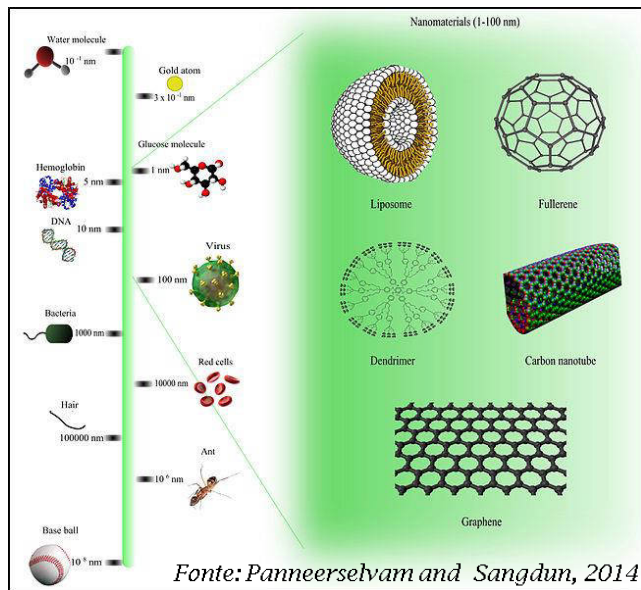 Nanomaterials (1-100 nm)
Water molecule
10⁻¹ nm
Gold atom
3 x 10⁻¹ nm
Glucose molecule
1 nm
Hemoglobin
5 nm
DNA
10 nm
Virus
100 nm
Bacteria
1000 nm
Red cells
10000 nm
Hair
100000 nm
Ant
10⁶ nm
Base ball
10⁸ nm
Liposome
Fullerene
Dendrimer
Carbon nanotube
Graphene
Fonte: Panneerselvam and Sangdun, 2014